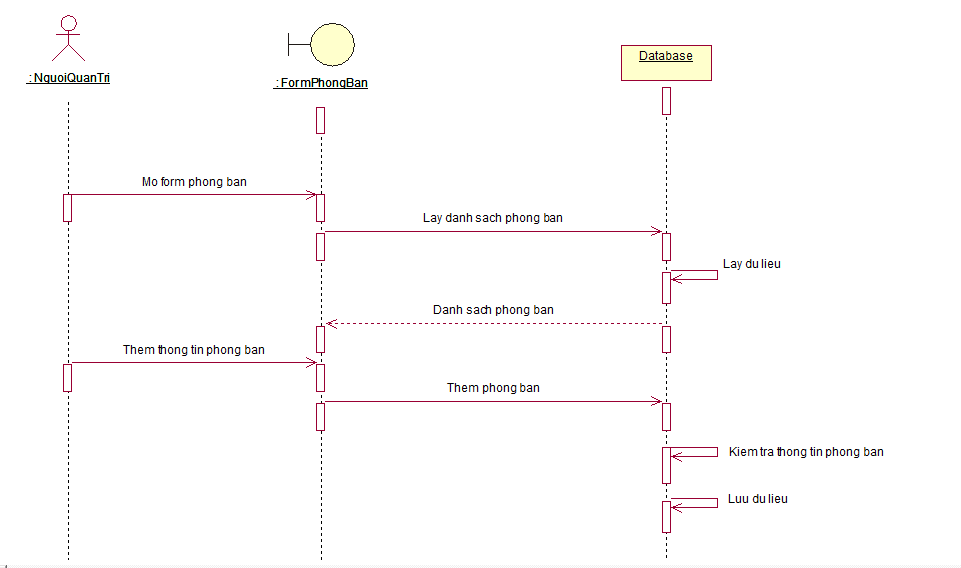 : NguoiQuanTri
: FormPhongBan
Database
Mo form phong ban
Lay danh sach phong ban
Lay du lieu
Danh sach phong ban
Them thong tin phong ban
Them phong ban
Kiem tra thong tin phong ban
Luu du lieu